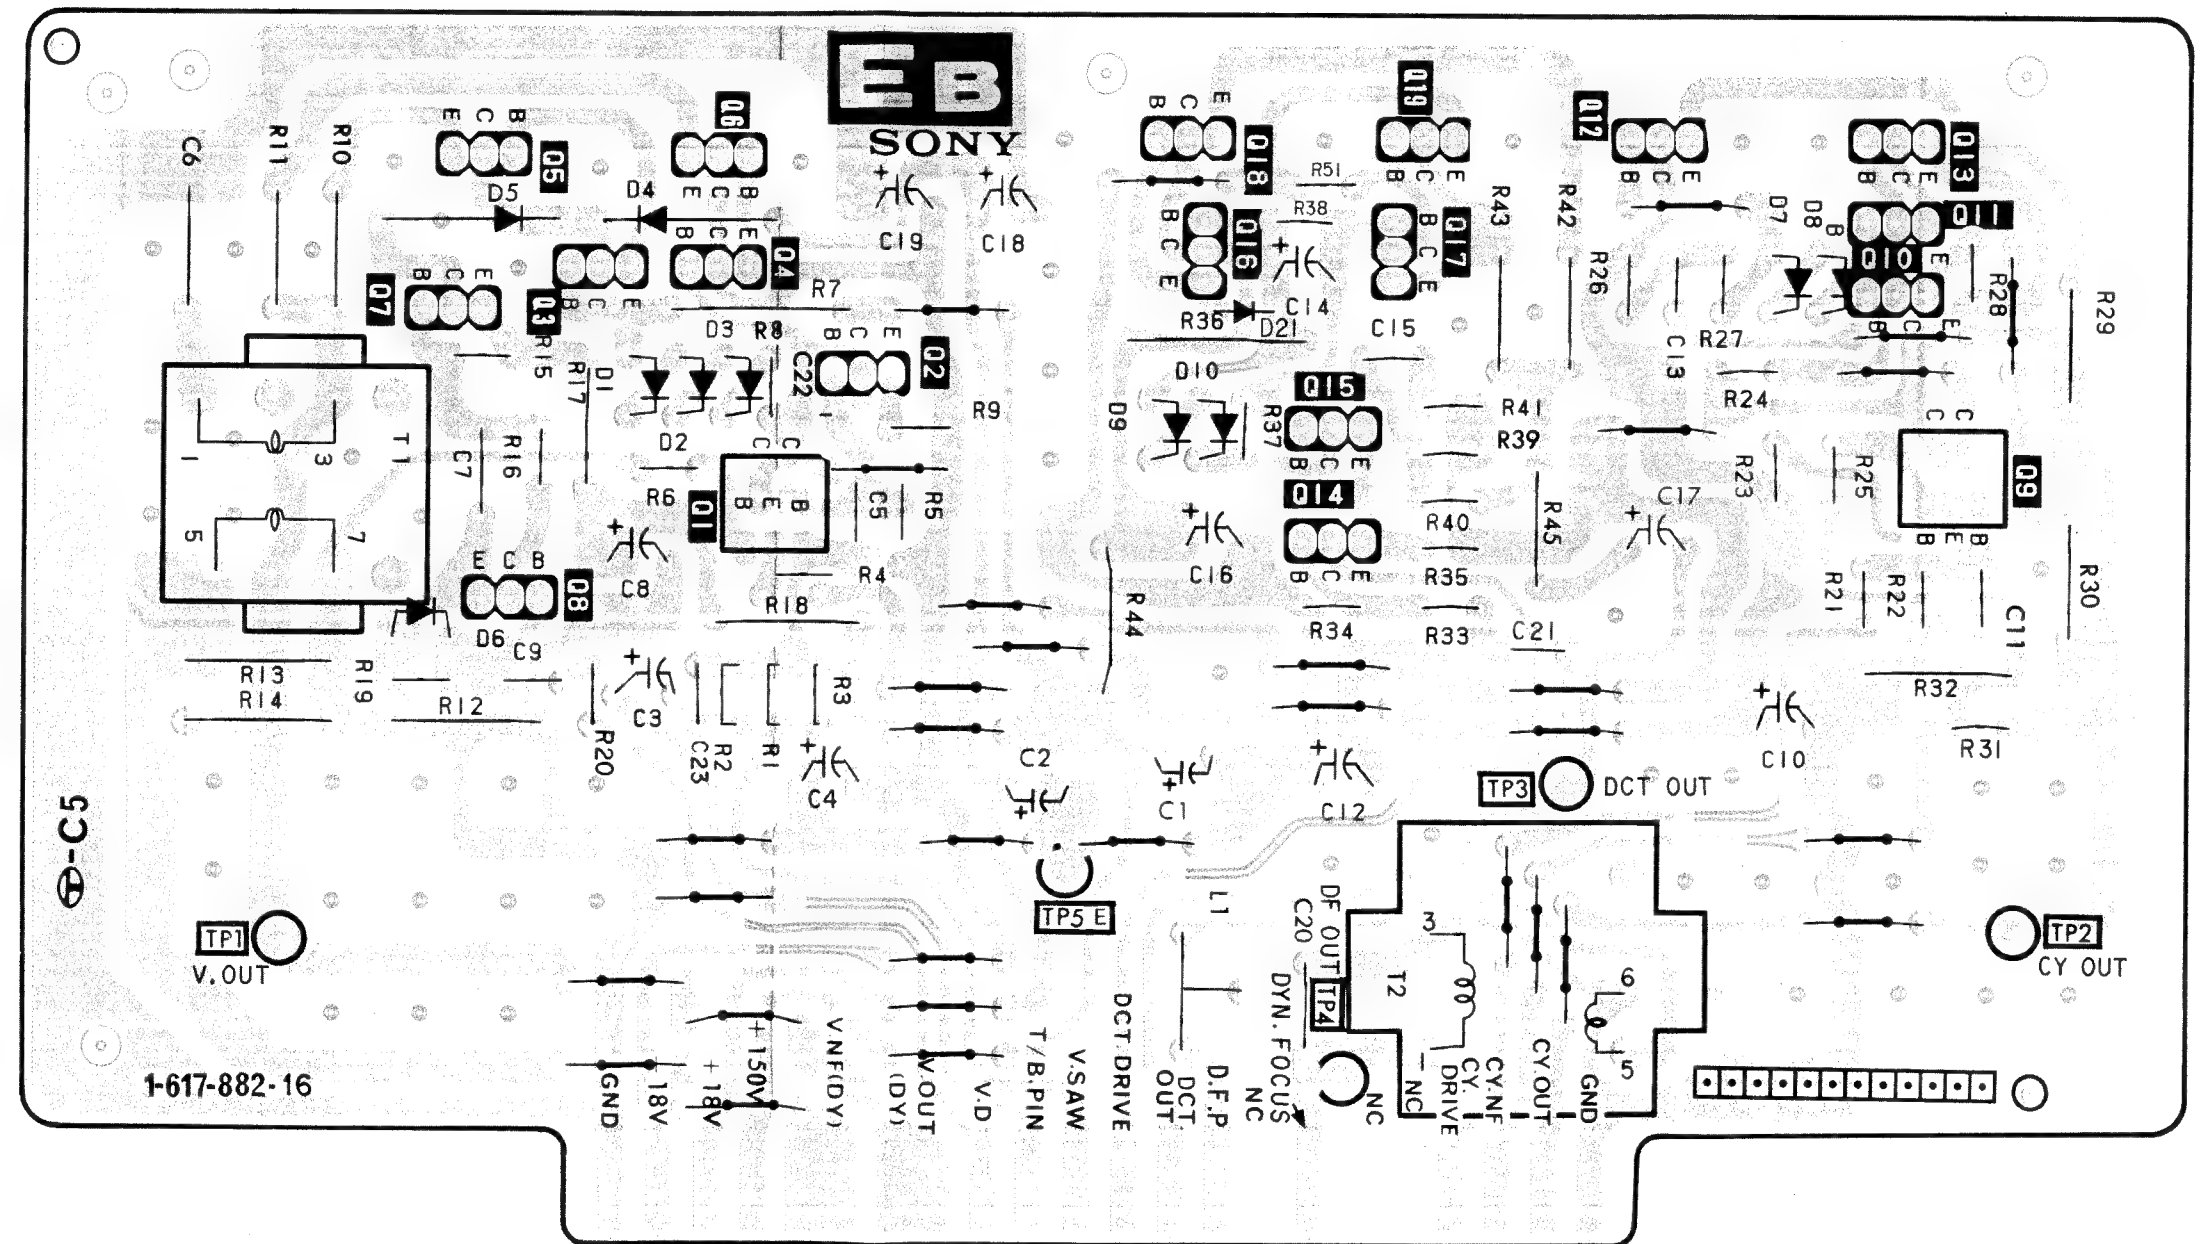 EB
SONY
C6
R11
R10
E C B
Q5
D5
Q6
E C B
D4
B C E
Q4
C19
C18
B C E
Q7
Q3
B C E
R7
D3
R8
B C E
Q2
C22
R15
R17
D1
R9
D2
C7
R16
T1
1
3
5
7
R6
Q1
C C
B E B
C5
R5
C8
R4
R18
E C B
Q8
D6
C9
R13
R14
R19
R12
R20
C3
C23
R2
R1
R3
C4
C2
C1
C12
B C E
Q18
R51
R38
B C E
Q16
C14
R36
D21
Q19
B C E
B C E
Q17
C15
D10
D9
R37
Q15
B C E
Q14
B C E
R43
R42
R41
R39
R40
R35
R33
R34
R45
C16
R44
C21
Q12
B C E
R26
C13
R27
D7
D8
Q13
B C E
Q11
B
E
Q10
B C E
R28
R29
R24
R23
R25
C C
Q9
B E B
C17
R21
R22
C11
R30
R32
R31
C10
TP3
DCT OUT
-C5
TP1
V.OUT
TP5 E
L1
C20
DF OUT
TP4
T2
3
1
6
5
TP2
CY OUT
1-617-882-16
GND
18V
+18V
+150V
V NF(DY)
V.OUT
(DY)
V.D
T/B.PIN
V.SAW
DCT DRIVE
DCT.
OUT
D.F.P
NC
DYN.FOCUS
NC
NC
CY.
DRIVE
CY.NF
CY.OUT
GND